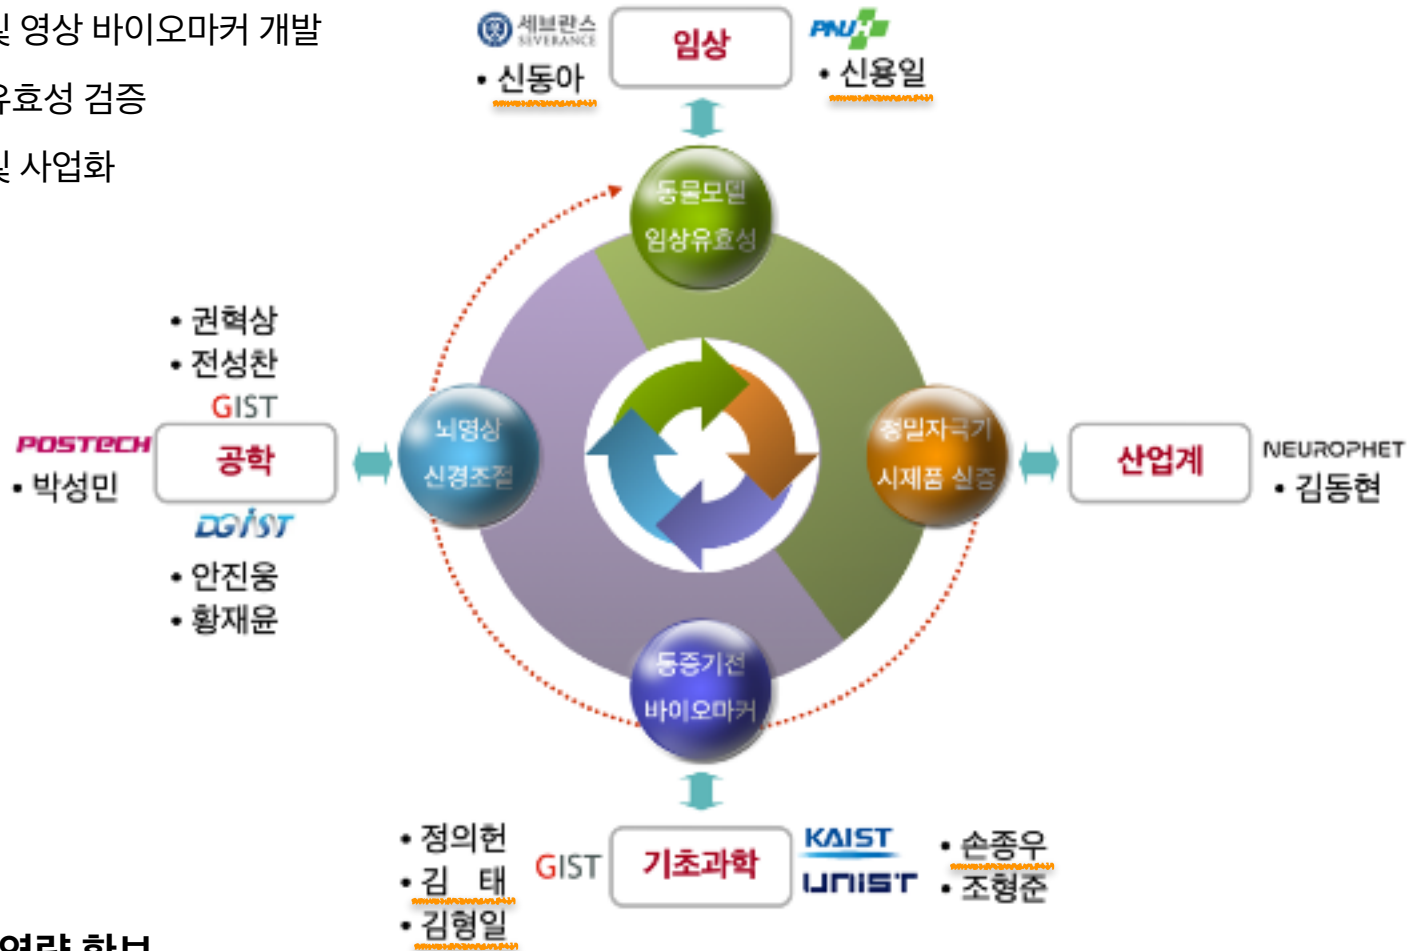 및 영상 바이오마커 개발
유효성 검증
및 사업화
세브란스
SEVERANCE
• 신동아
임상
PNUH
• 신용일
동물모델
임상유효성
• 권혁상
• 전성찬
GIST
POSTECH
• 박성민
공학
DGIST
• 안진웅
• 황재윤
뇌영상
신경조절
정밀자극기
시제품 실증
산업계
NEUROPHET
• 김동현
통증기전
바이오마커
• 정의헌
• 김 태
• 김형일
GIST
기초과학
KAIST
UNIST
• 손종우
• 조형준
역량 확보